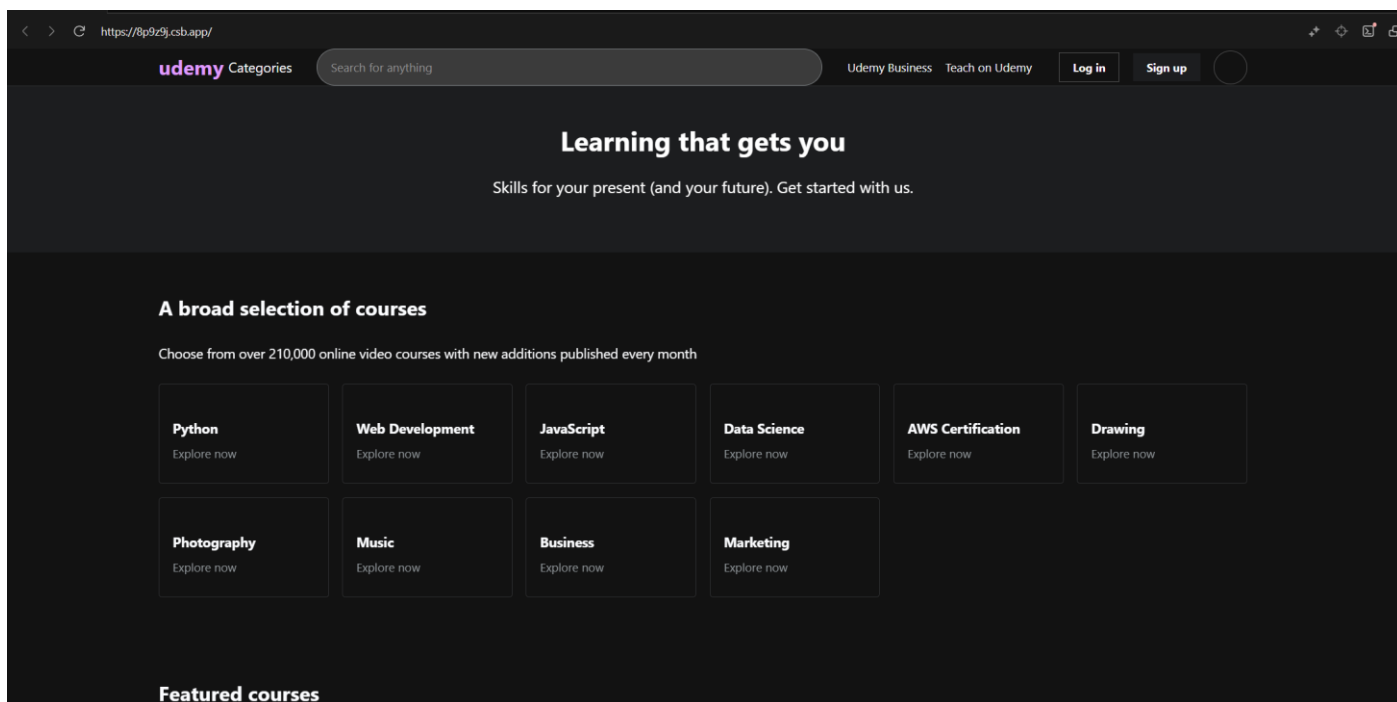 https://8p9z9j.csb.app/
udemy Categories Search for anything Udemy Business Teach on Udemy Log in Sign up
Learning that gets you
Skills for your present (and your future). Get started with us.
A broad selection of courses
Choose from over 210,000 online video courses with new additions published every month
Python Web Development JavaScript Data Science AWS Certification Drawing
Explore now Explore now Explore now Explore now Explore now Explore now
Photography Music Business Marketing
Explore now Explore now Explore now Explore now
Featured courses